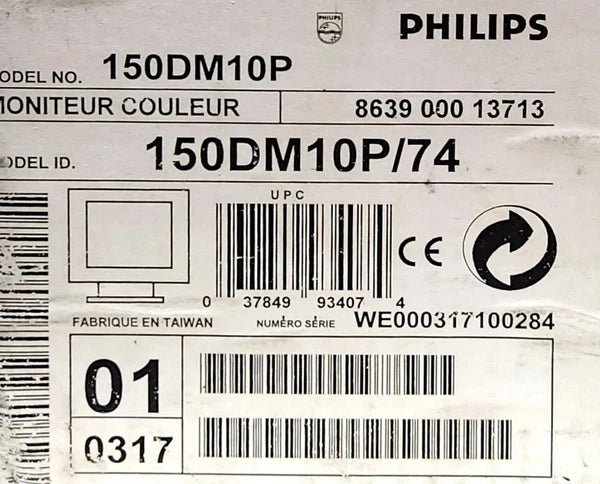 PHILIPS
PHILIPS
ODEL NO. 150DM10P
MONITEUR COULEUR 8639 000 13713
ODEL ID. 150DM10P/74
UPC
CE
0 37849 93407 4
FABRIQUE EN TAIWAN NUMÉRO SÉRIE WE000317100284
01
0317